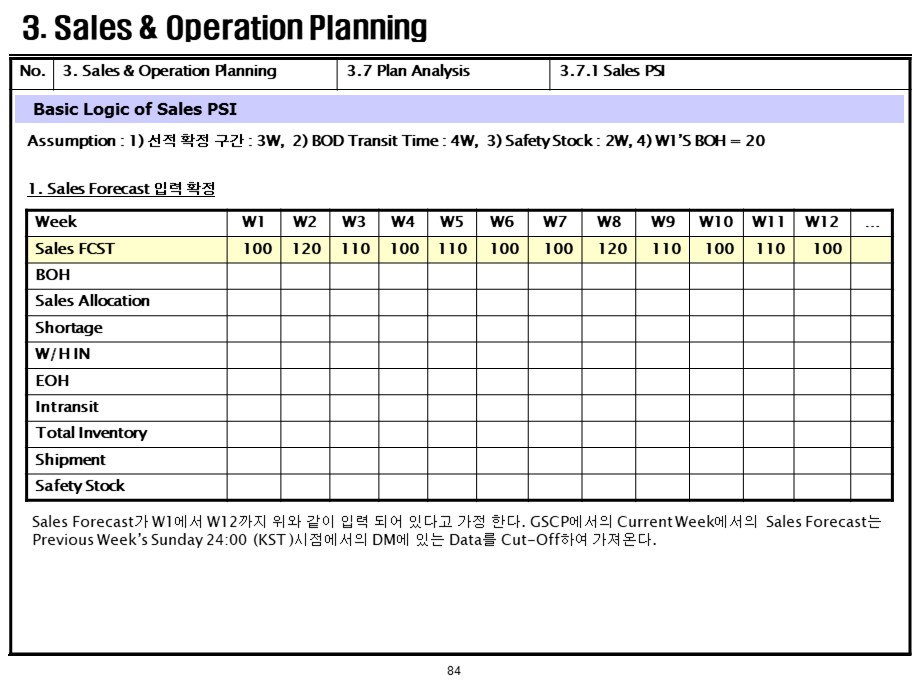 3. Sales & Operation Planning
No. 3. Sales & Operation Planning 3.7 Plan Analysis 3.7.1 Sales PSI
Basic Logic of Sales PSI
Assumption : 1) 선적 확정 구간 : 3W, 2) BOD Transit Time : 4W, 3) Safety Stock : 2W, 4) W1'S BOH = 20
1. Sales Forecast 입력 확정
Week W1 W2 W3 W4 W5 W6 W7 W8 W9 W10 W11 W12 ...
Sales FCST 100 120 110 100 110 100 100 120 110 100 110 100
BOH
Sales Allocation
Shortage
W/H IN
EOH
Intransit
Total Inventory
Shipment
Safety Stock
Sales Forecast가 W1에서 W12까지 위와 같이 입력 되어 있다고 가정 한다. GSCP에서의 Current Week에서의 Sales Forecast는
Previous Week's Sunday 24:00 (KST )시점에서의 DM에 있는 Data를 Cut-Off하여 가져온다.
84